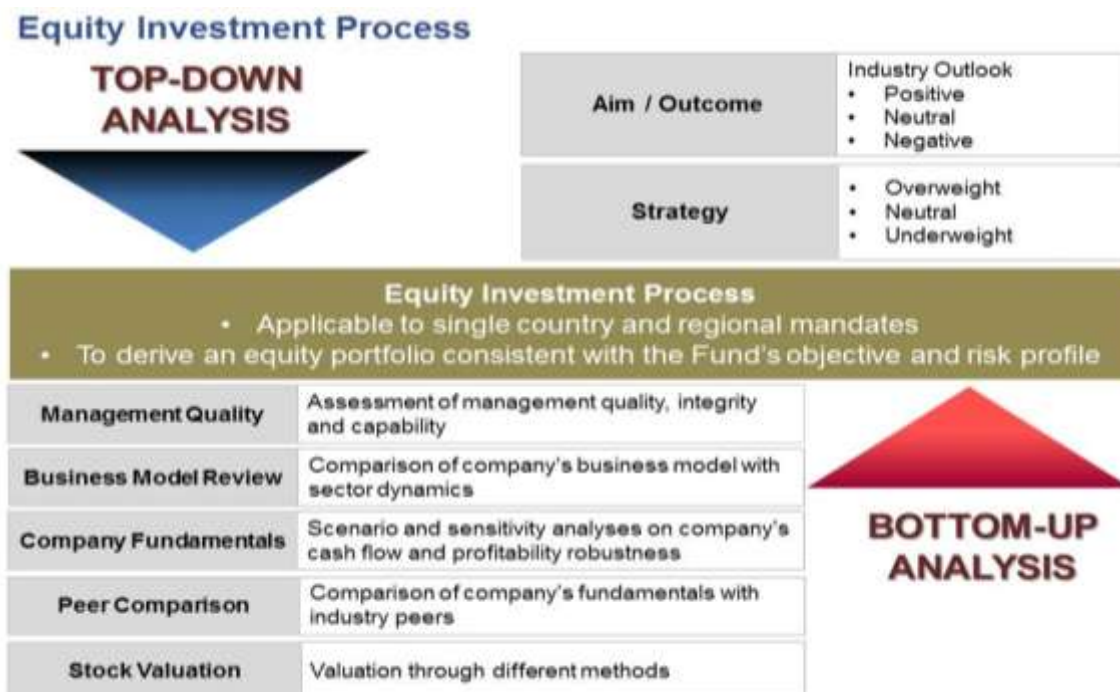 Equity Investment Process
TOP-DOWN
ANALYSIS
Aim / Outcome
Industry Outlook
• Positive
• Neutral
• Negative
Strategy
• Overweight
• Neutral
• Underweight
Equity Investment Process
• Applicable to single country and regional mandates
• To derive an equity portfolio consistent with the Fund's objective and risk profile
Management Quality
Assessment of management quality, integrity
and capability
Business Model Review
Comparison of company's business model with
sector dynamics
Company Fundamentals
Scenario and sensitivity analyses on company's
cash flow and profitability robustness
Peer Comparison
Comparison of company's fundamentals with
industry peers
Stock Valuation
Valuation through different methods
BOTTOM-UP
ANALYSIS